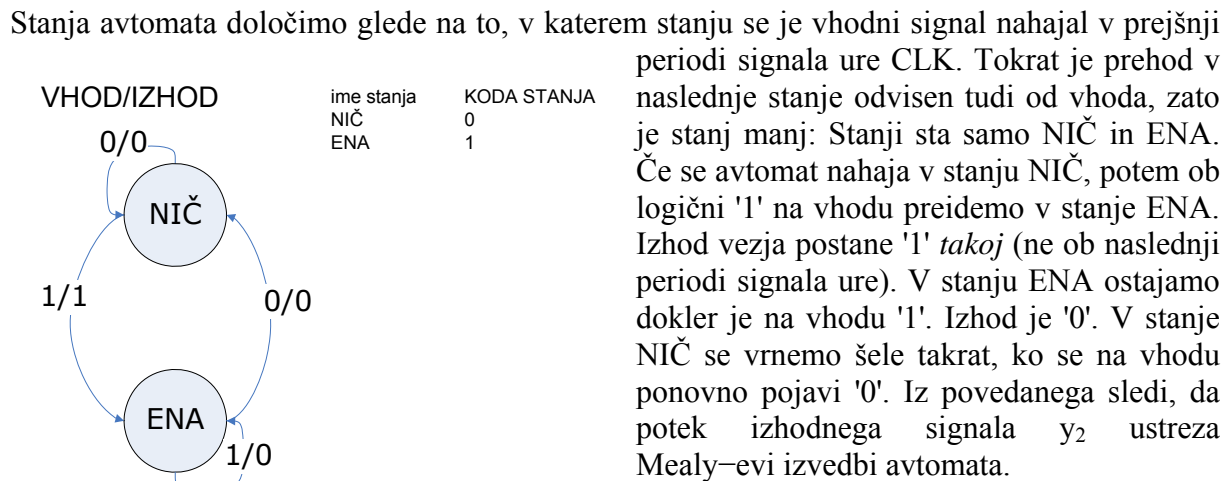 Stanja avtomata določimo glede na to, v katerem stanju se je vhodni signal nahajal v prejšnji
periodi signala ure CLK. Tokrat je prehod v
naslednje stanje odvisen tudi od vhoda, zato
je stanj manj: Stanji sta samo NIČ in ENA.
Če se avtomat nahaja v stanju NIČ, potem ob
logični '1' na vhodu preidemo v stanje ENA.
Izhod vezja postane '1' takoj (ne ob naslednji
periodi signala ure). V stanju ENA ostajamo
dokler je na vhodu '1'. Izhod je '0'. V stanje
NIČ se vrnemo šele takrat, ko se na vhodu
ponovno pojavi '0'. Iz povedanega sledi, da
potek izhodnega signala y₂ ustreza
Mealy−evi izvedbi avtomata.
VHOD/IZHOD
ime stanja KODA STANJA
NIČ 0
ENA 1
0/0
NIČ
1/1
0/0
ENA
1/0